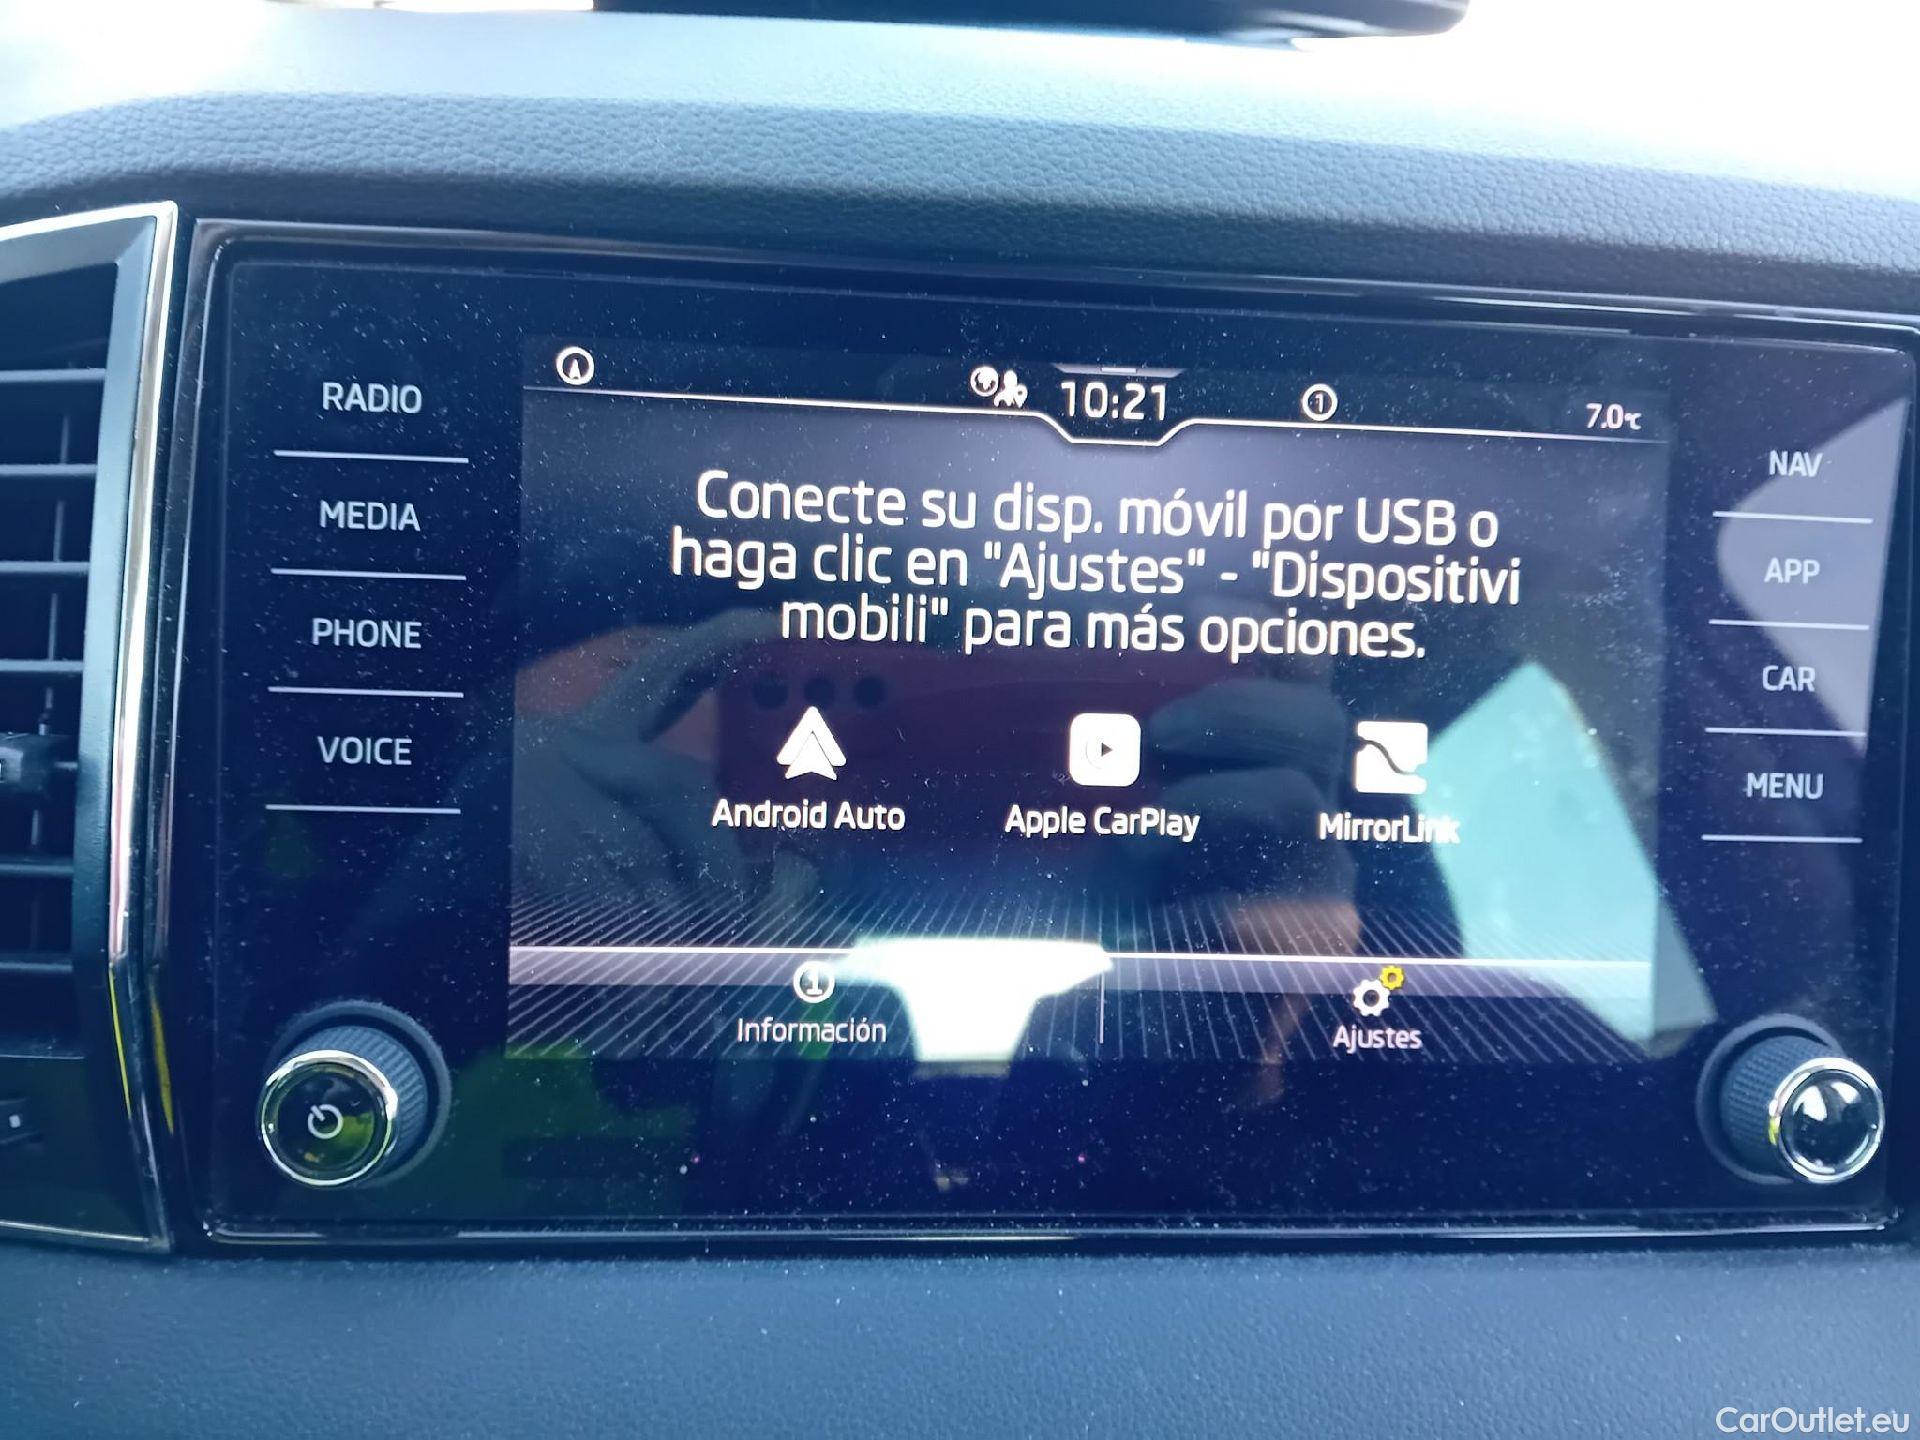 RADIO
MEDIA
PHONE
VOICE
10:21
1
7.0°C
Conecte su disp. móvil por USB o
haga clic en "Ajustes" - "Dispositivi
mobili" para más opciones.
Android Auto
Apple CarPlay
MirrorLink
Información
Ajustes
NAV
APP
CAR
MENU
CarOutlet.eu